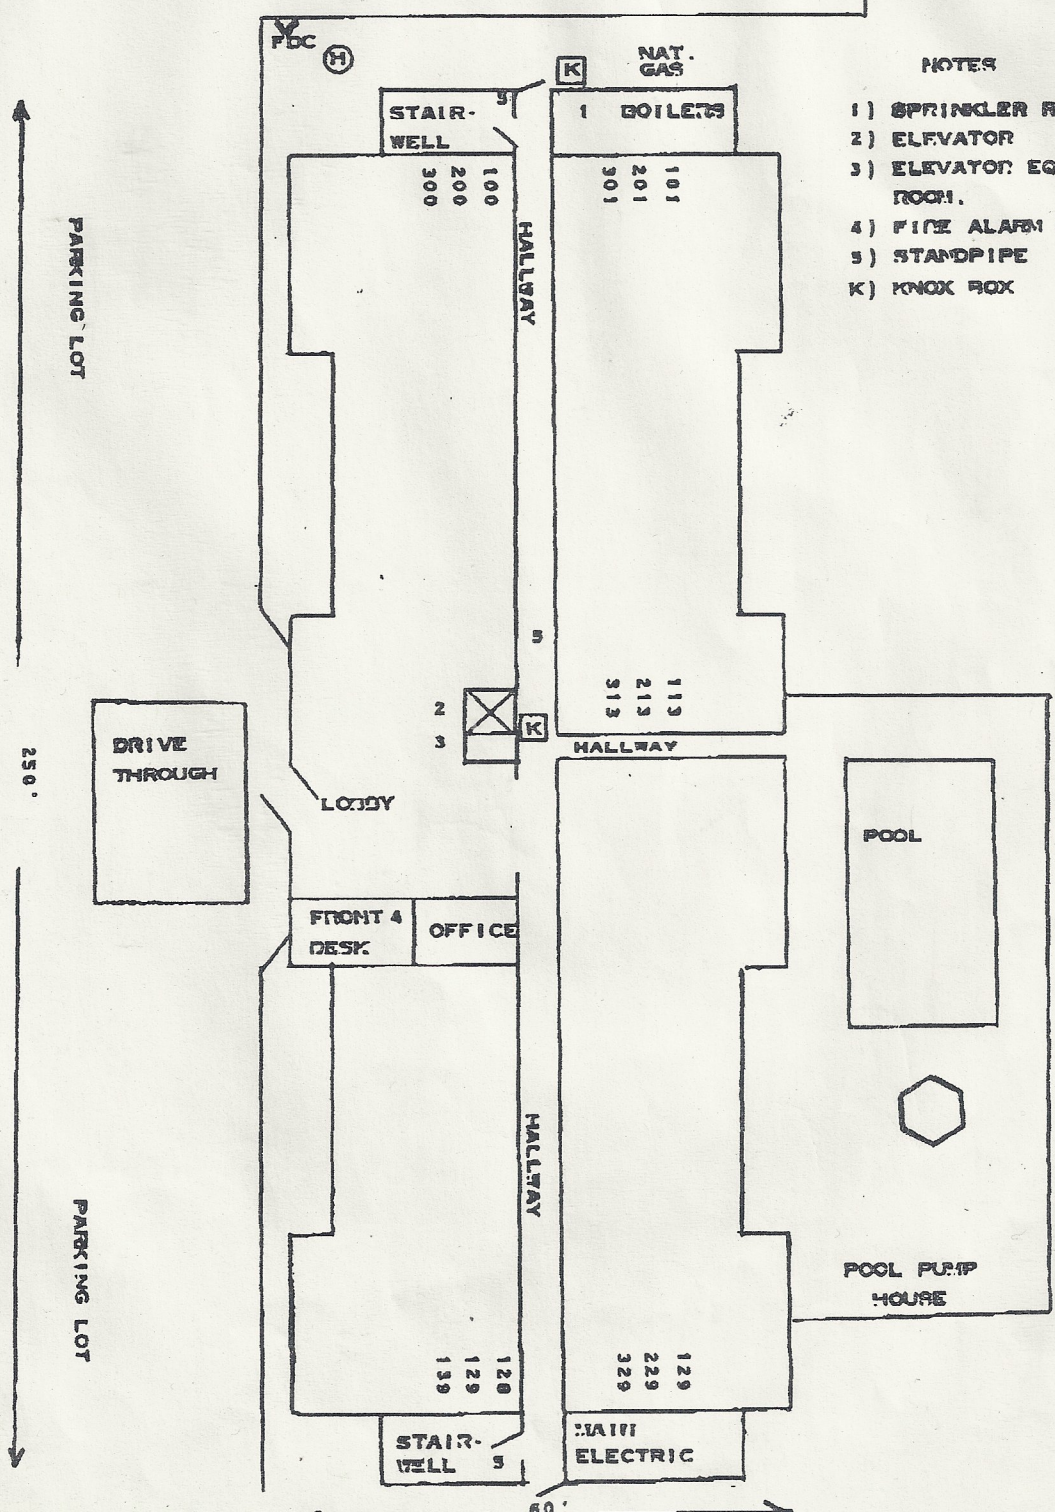 FDC
H
K
NAT.
GAS
NOTES
1) SPRINKLER R
2) ELEVATOR
3) ELEVATOR EQ
ROOM.
4) FIRE ALARM
5) STANDPIPE
K) KNOX BOX
STAIR-
WELL
5
1 BOILERS
300
200
100
301
201
101
PARKING LOT
HALLWAY
5
2
3
K
313
213
113
HALLWAY
250'
DRIVE
THROUGH
LOBBY
POOL
FRONT 4
DESK
OFFICE
HALLWAY
PARKING LOT
POOL PUMP
HOUSE
139
129
128
329
229
129
STAIR-
WELL 5
MAIN
ELECTRIC
60'